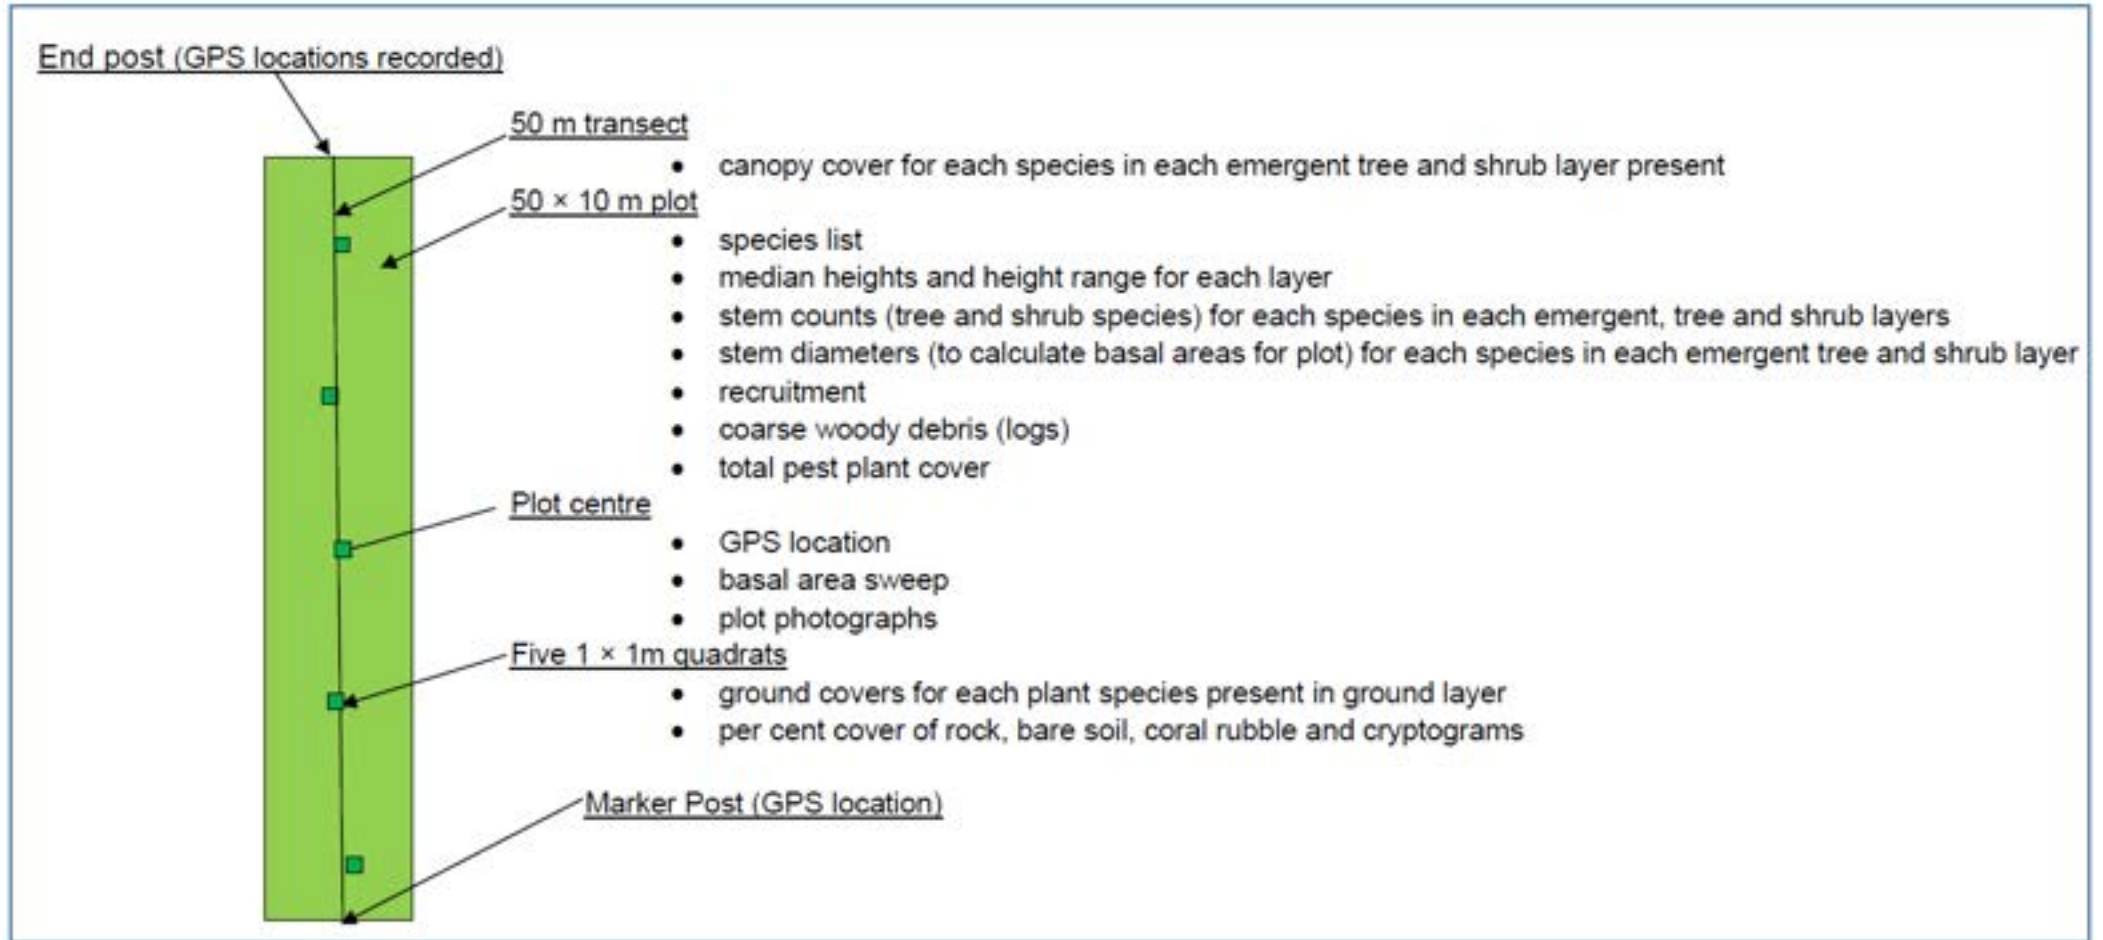 End post (GPS locations recorded)
50 m transect
• canopy cover for each species in each emergent tree and shrub layer present
50 × 10 m plot
• species list
• median heights and height range for each layer
• stem counts (tree and shrub species) for each species in each emergent, tree and shrub layers
• stem diameters (to calculate basal areas for plot) for each species in each emergent tree and shrub layer
• recruitment
• coarse woody debris (logs)
• total pest plant cover
Plot centre
• GPS location
• basal area sweep
• plot photographs
Five 1 × 1m quadrats
• ground covers for each plant species present in ground layer
• per cent cover of rock, bare soil, coral rubble and cryptograms
Marker Post (GPS location)